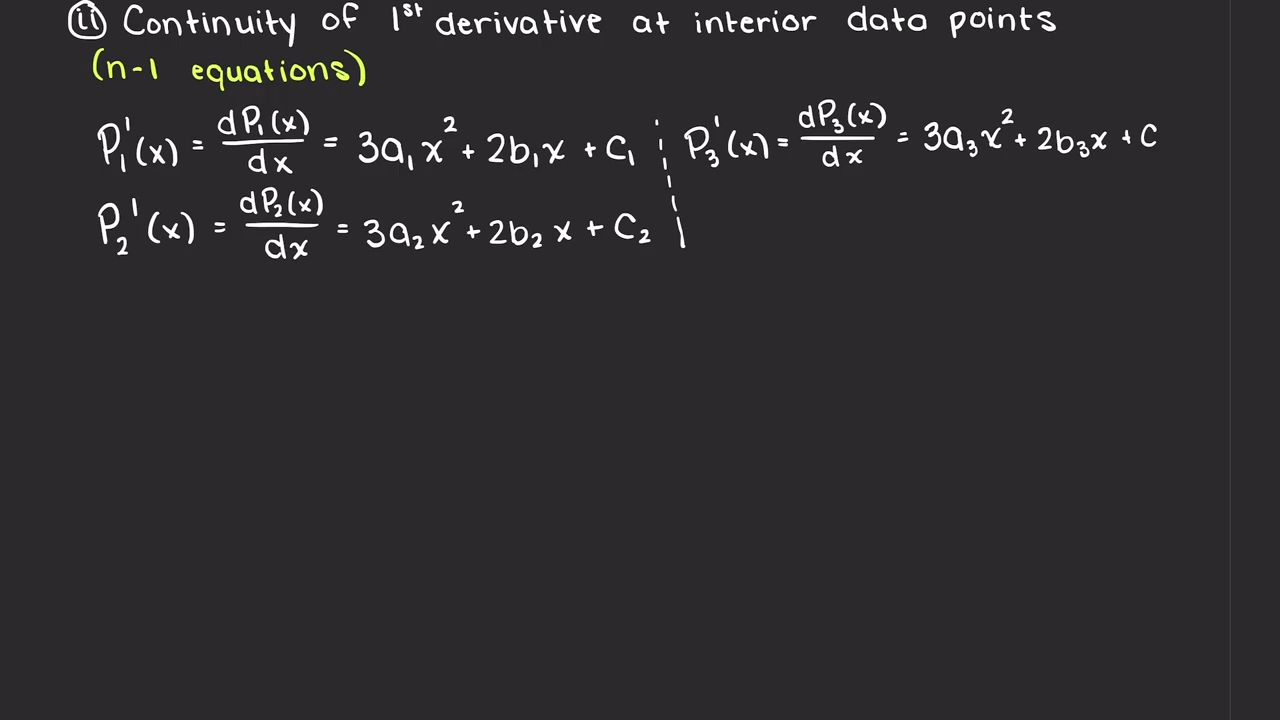 (ii) Continuity of 1st derivative at interior data points
(n-1 equations)
P₁'(x) = dP₁(x)/dx = 3a₁x² + 2b₁x + C₁
P₂'(x) = dP₂(x)/dx = 3a₂x² + 2b₂x + C₂
P₃'(x) = dP₃(x)/dx = 3a₃x² + 2b₃x + C